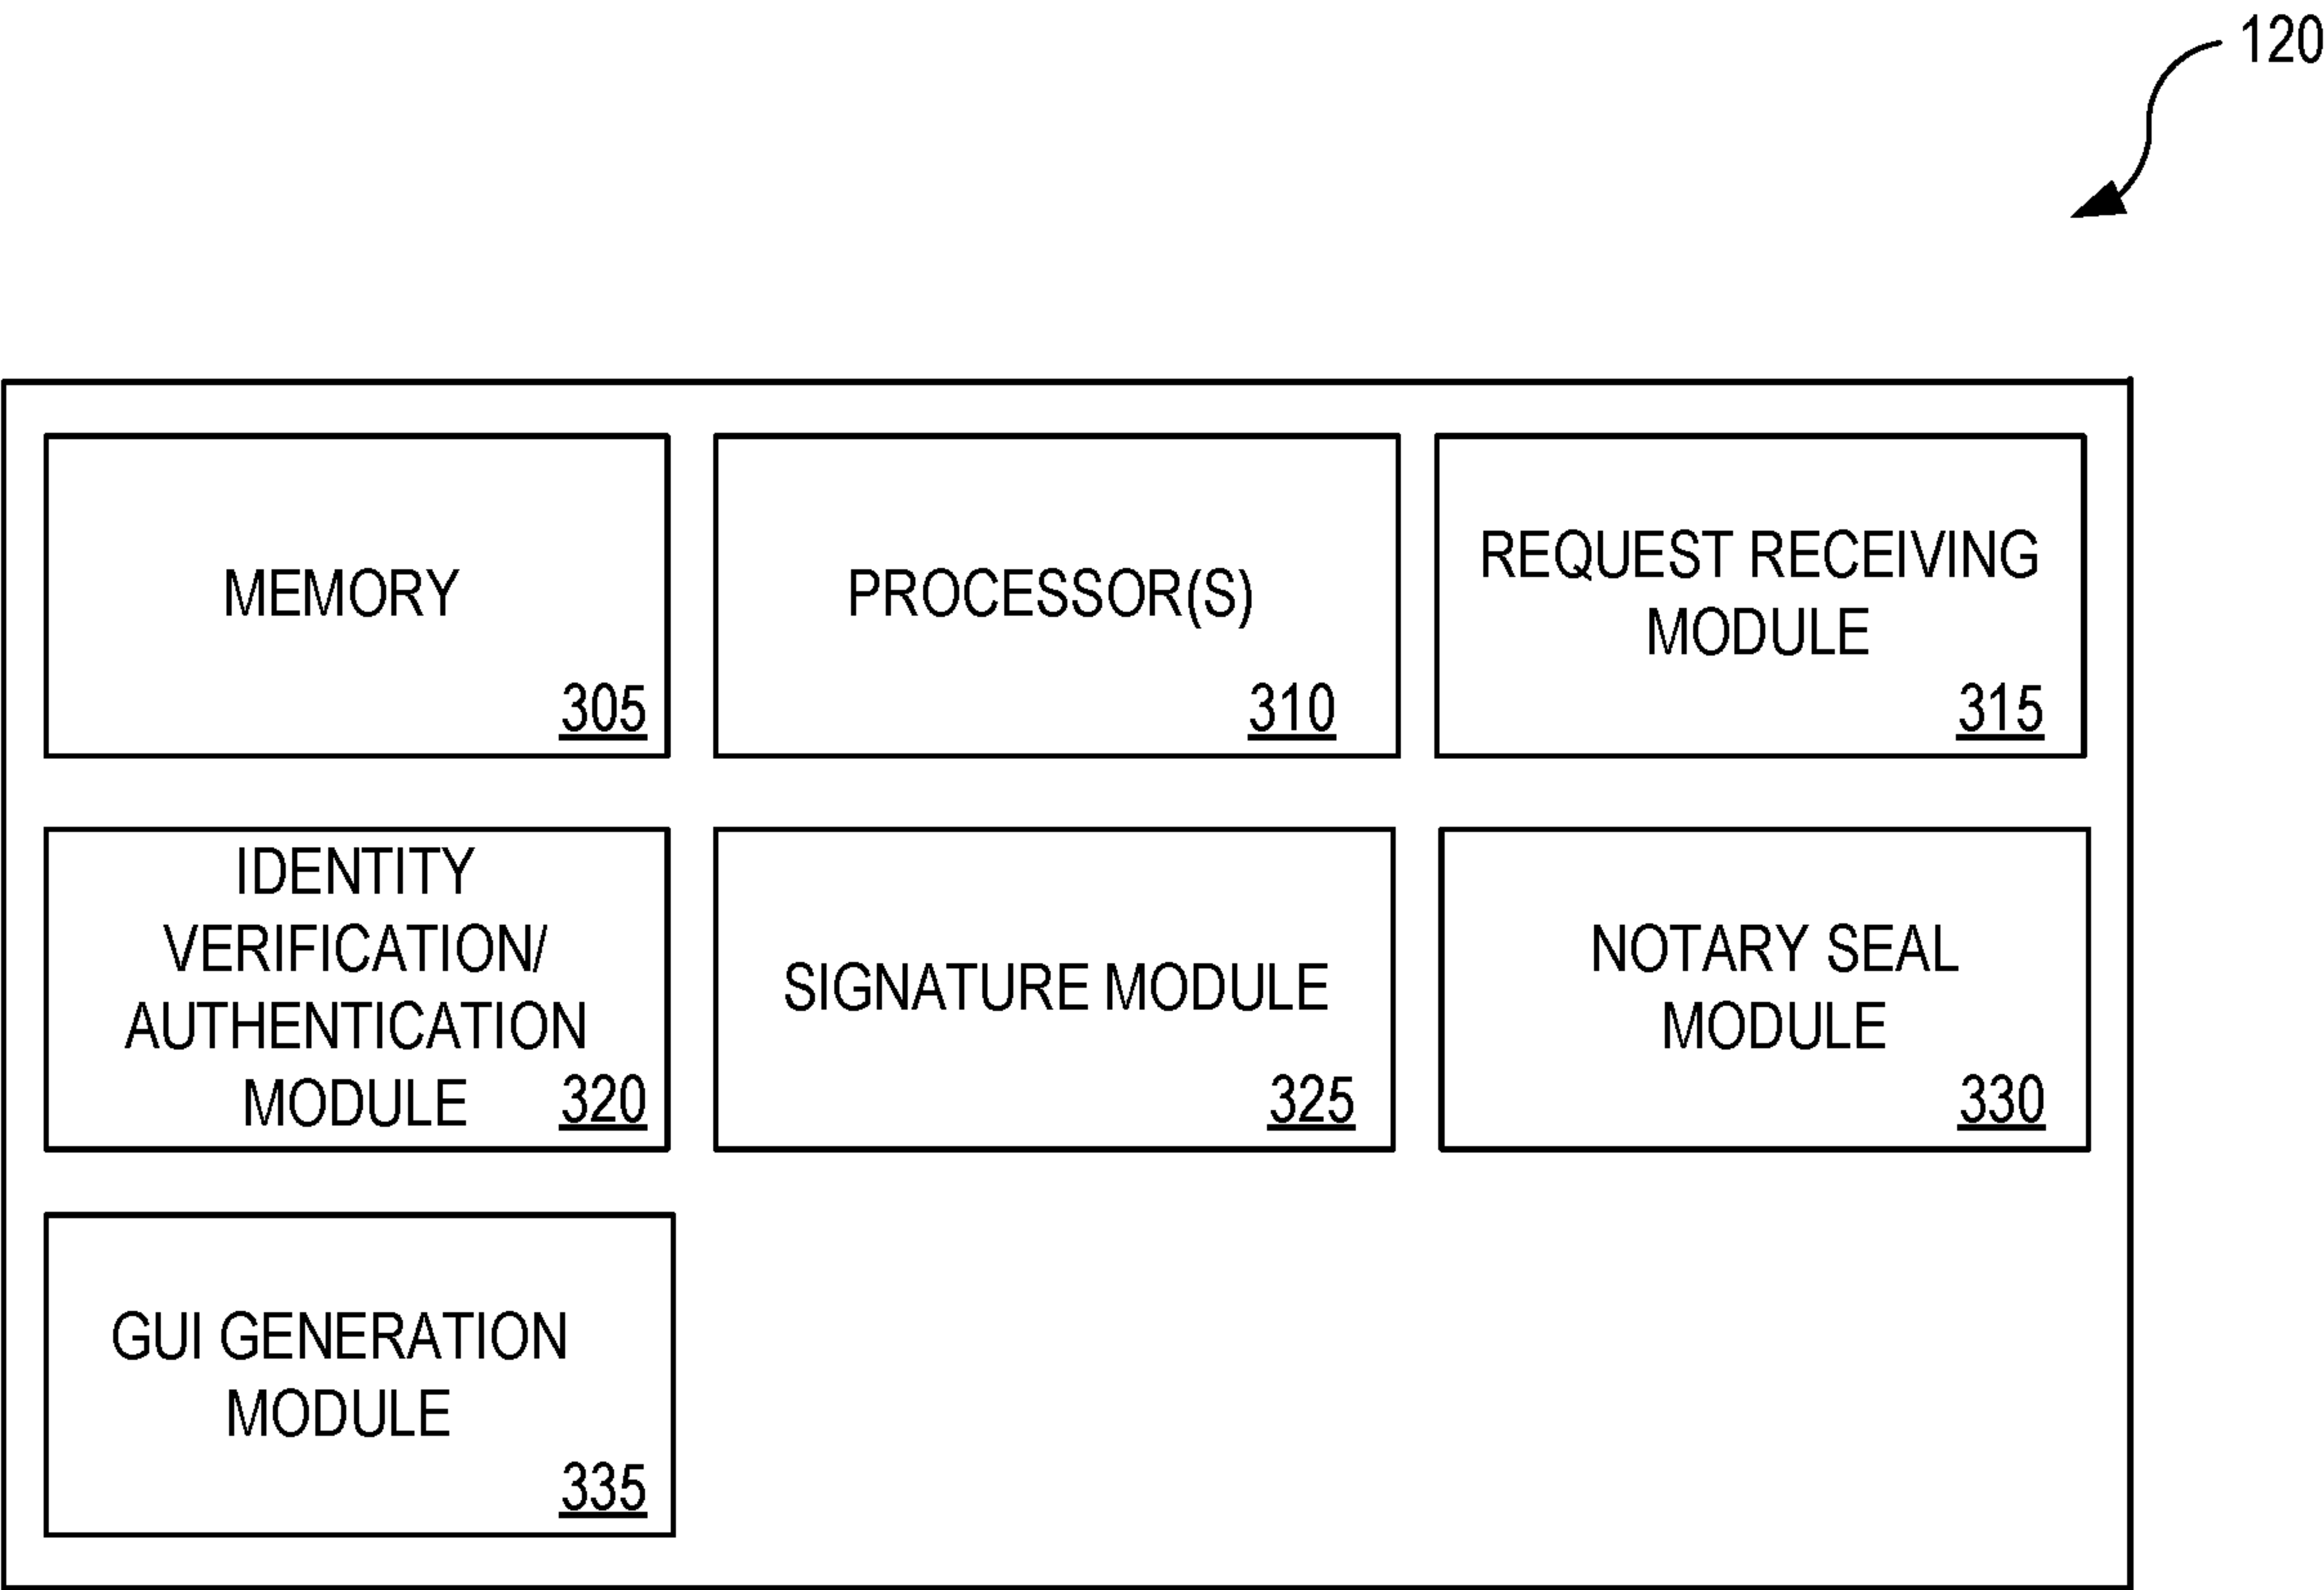 120
MEMORY
305
PROCESSOR(S)
310
REQUEST RECEIVING
MODULE
315
IDENTITY
VERIFICATION/
AUTHENTICATION
MODULE
320
SIGNATURE MODULE
325
NOTARY SEAL
MODULE
330
GUI GENERATION
MODULE
335